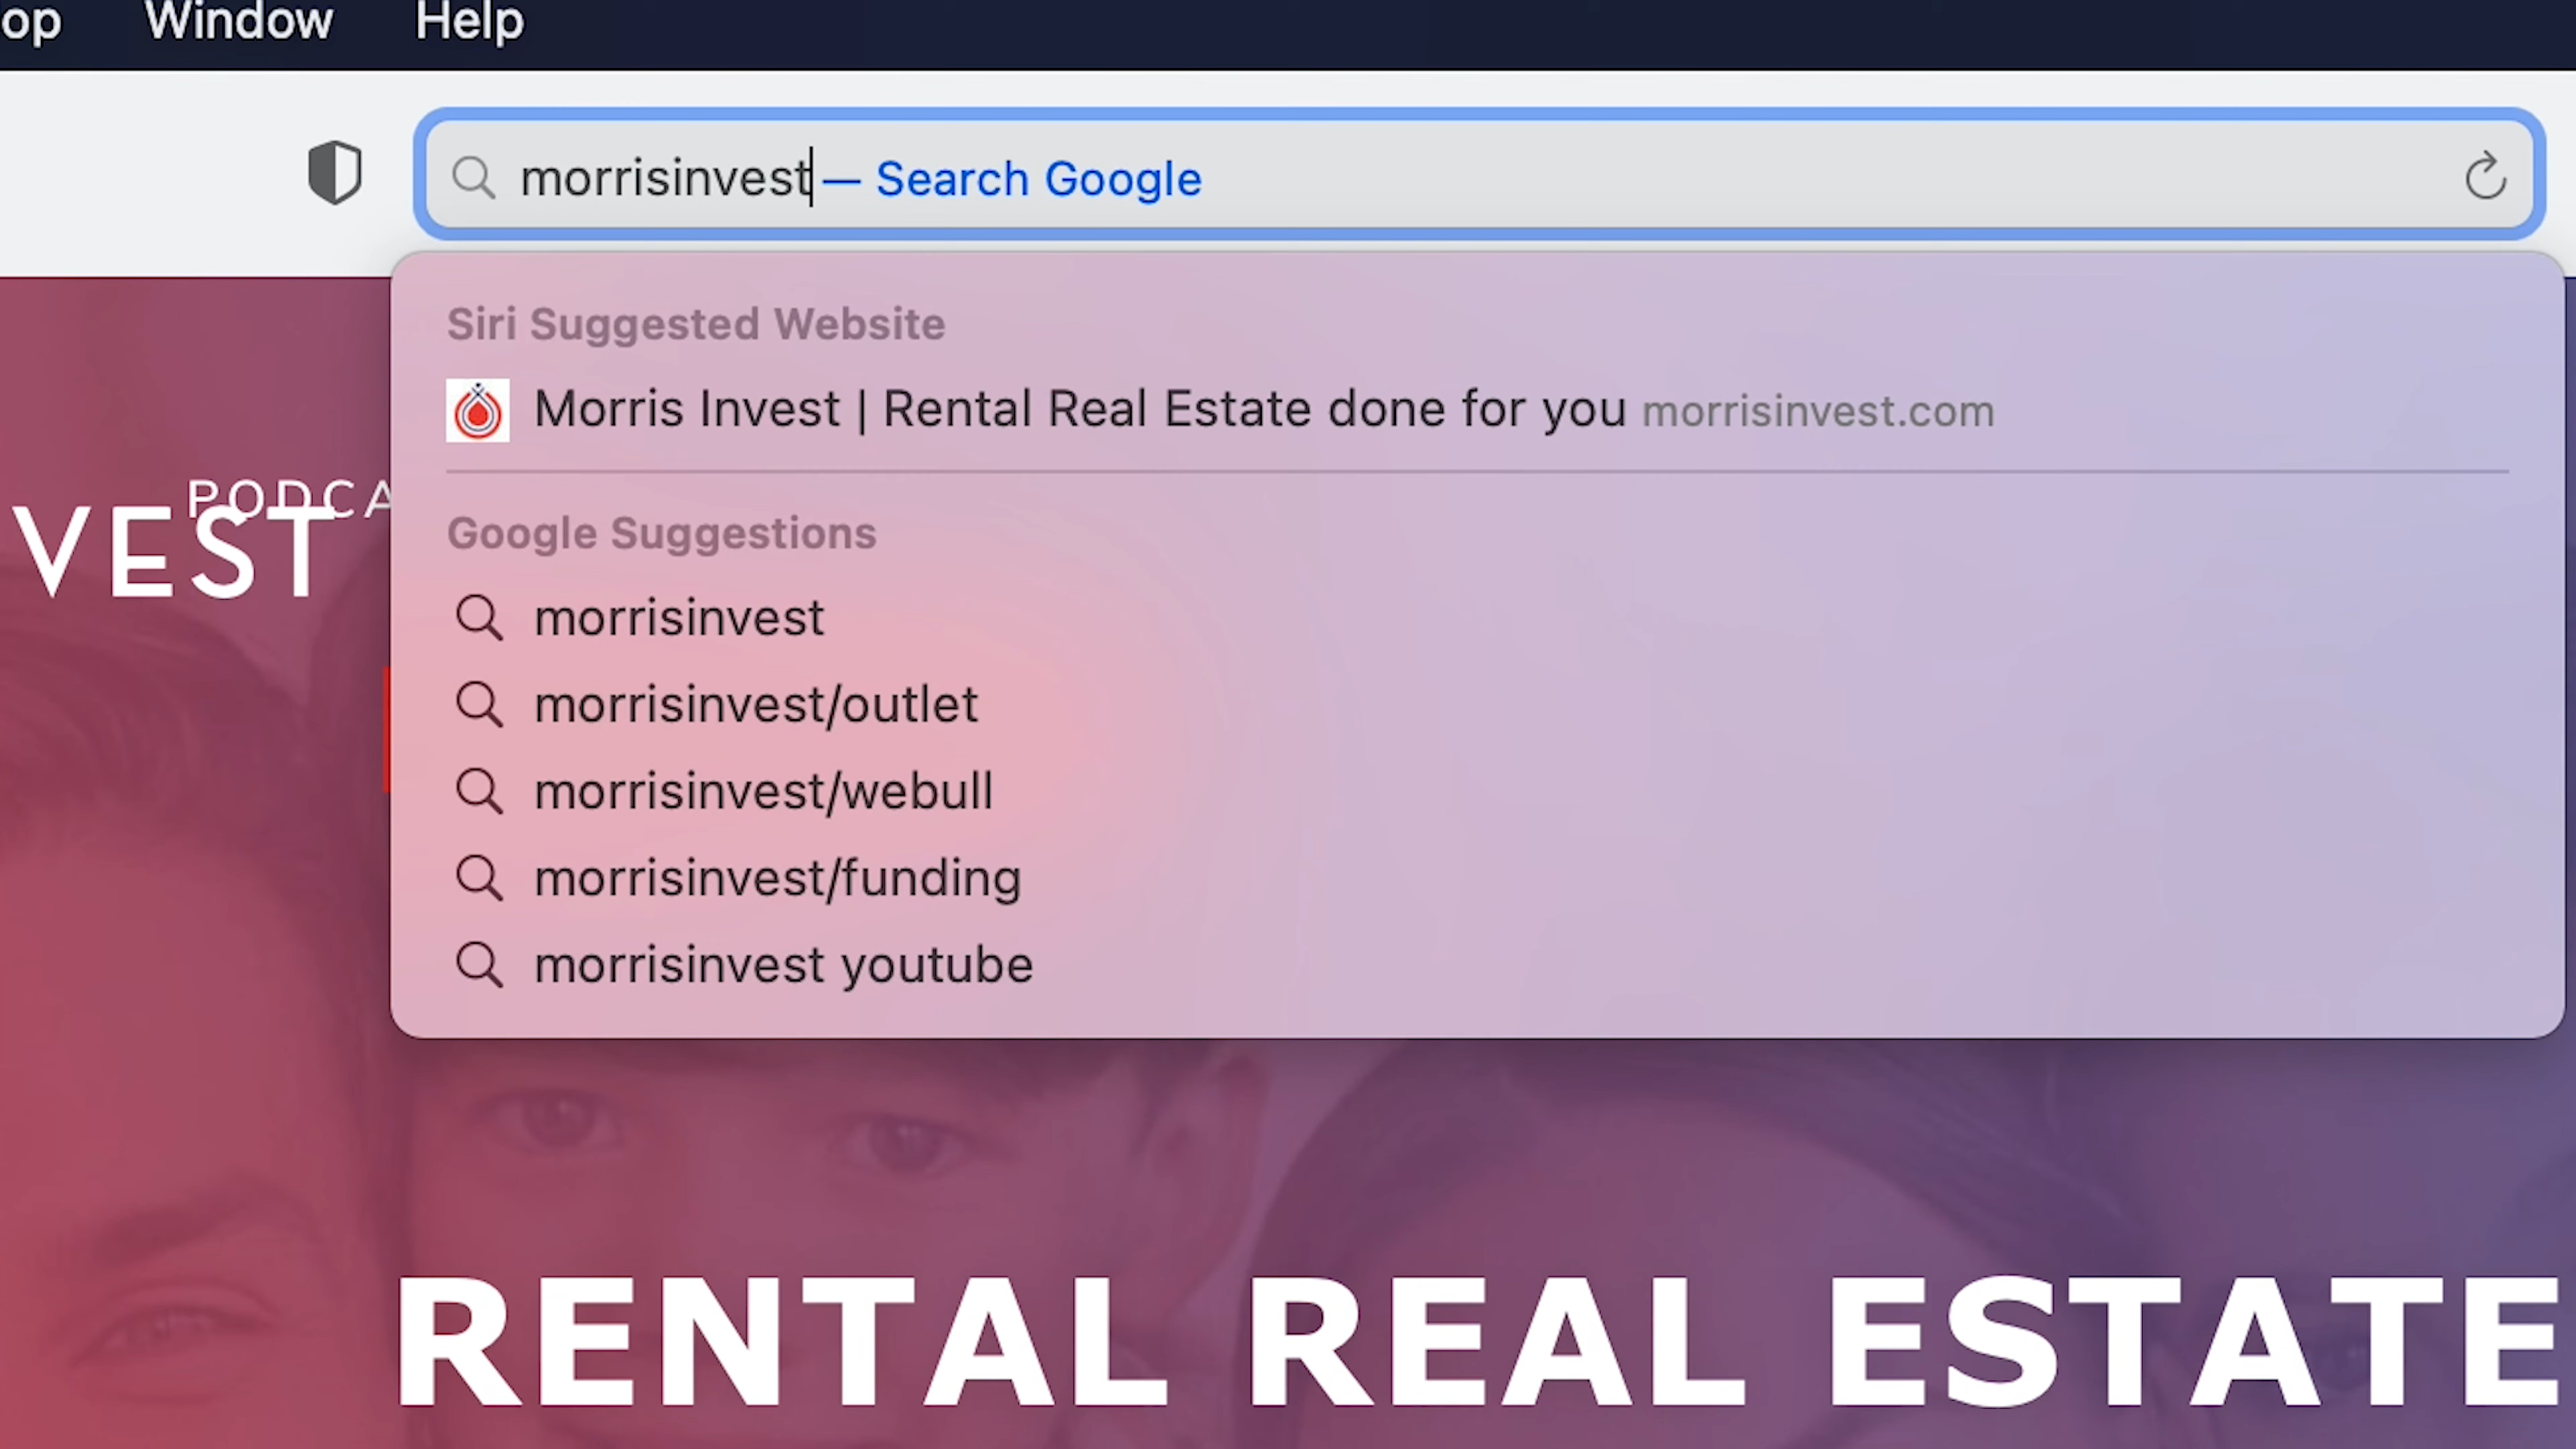 op Window Help
morrisinvest — Search Google
Siri Suggested Website
Morris Invest | Rental Real Estate done for you morrisinvest.com
PODCA
VEST
Google Suggestions
morrisinvest
morrisinvest/outlet
morrisinvest/webull
morrisinvest/funding
morrisinvest youtube
RENTAL REAL ESTATE